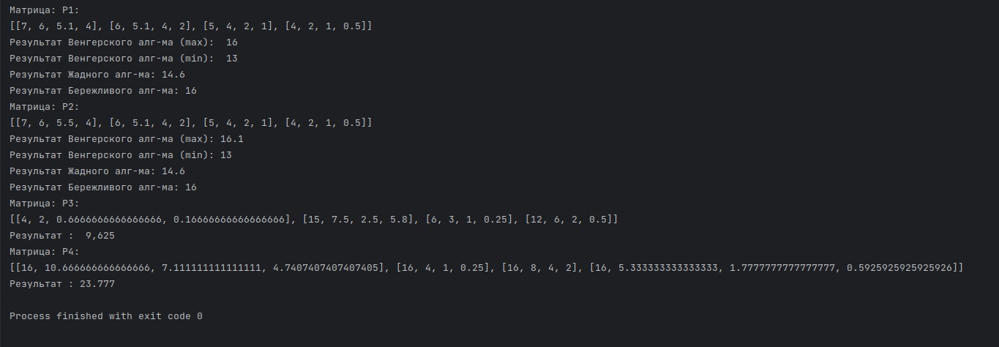 Матрица: P1:
[[7, 6, 5.1, 4], [6, 5.1, 4, 2], [5, 4, 2, 1], [4, 2, 1, 0.5]]
Результат Венгерского алг-ма (max):  16
Результат Венгерского алг-ма (min):  13
Результат Жадного алг-ма: 14.6
Результат Бережливого алг-ма: 16
Матрица: P2:
[[7, 6, 5.5, 4], [6, 5.1, 4, 2], [5, 4, 2, 1], [4, 2, 1, 0.5]]
Результат Венгерского алг-ма (max): 16.1
Результат Венгерского алг-ма (min): 13
Результат Жадного алг-ма: 14.6
Результат Бережливого алг-ма: 16
Матрица: P3:
[[4, 2, 0.6666666666666666, 0.16666666666666666], [15, 7.5, 2.5, 5.8], [6, 3, 1, 0.25], [12, 6, 2, 0.5]]
Результат :  9,625
Матрица: P4:
[[16, 10.666666666666666, 7.111111111111111, 4.7407407407407405], [16, 4, 1, 0.25], [16, 8, 4, 2], [16, 5.333333333333333, 1.7777777777777777, 0.5925925925925926]]
Результат : 23.777
Process finished with exit code 0